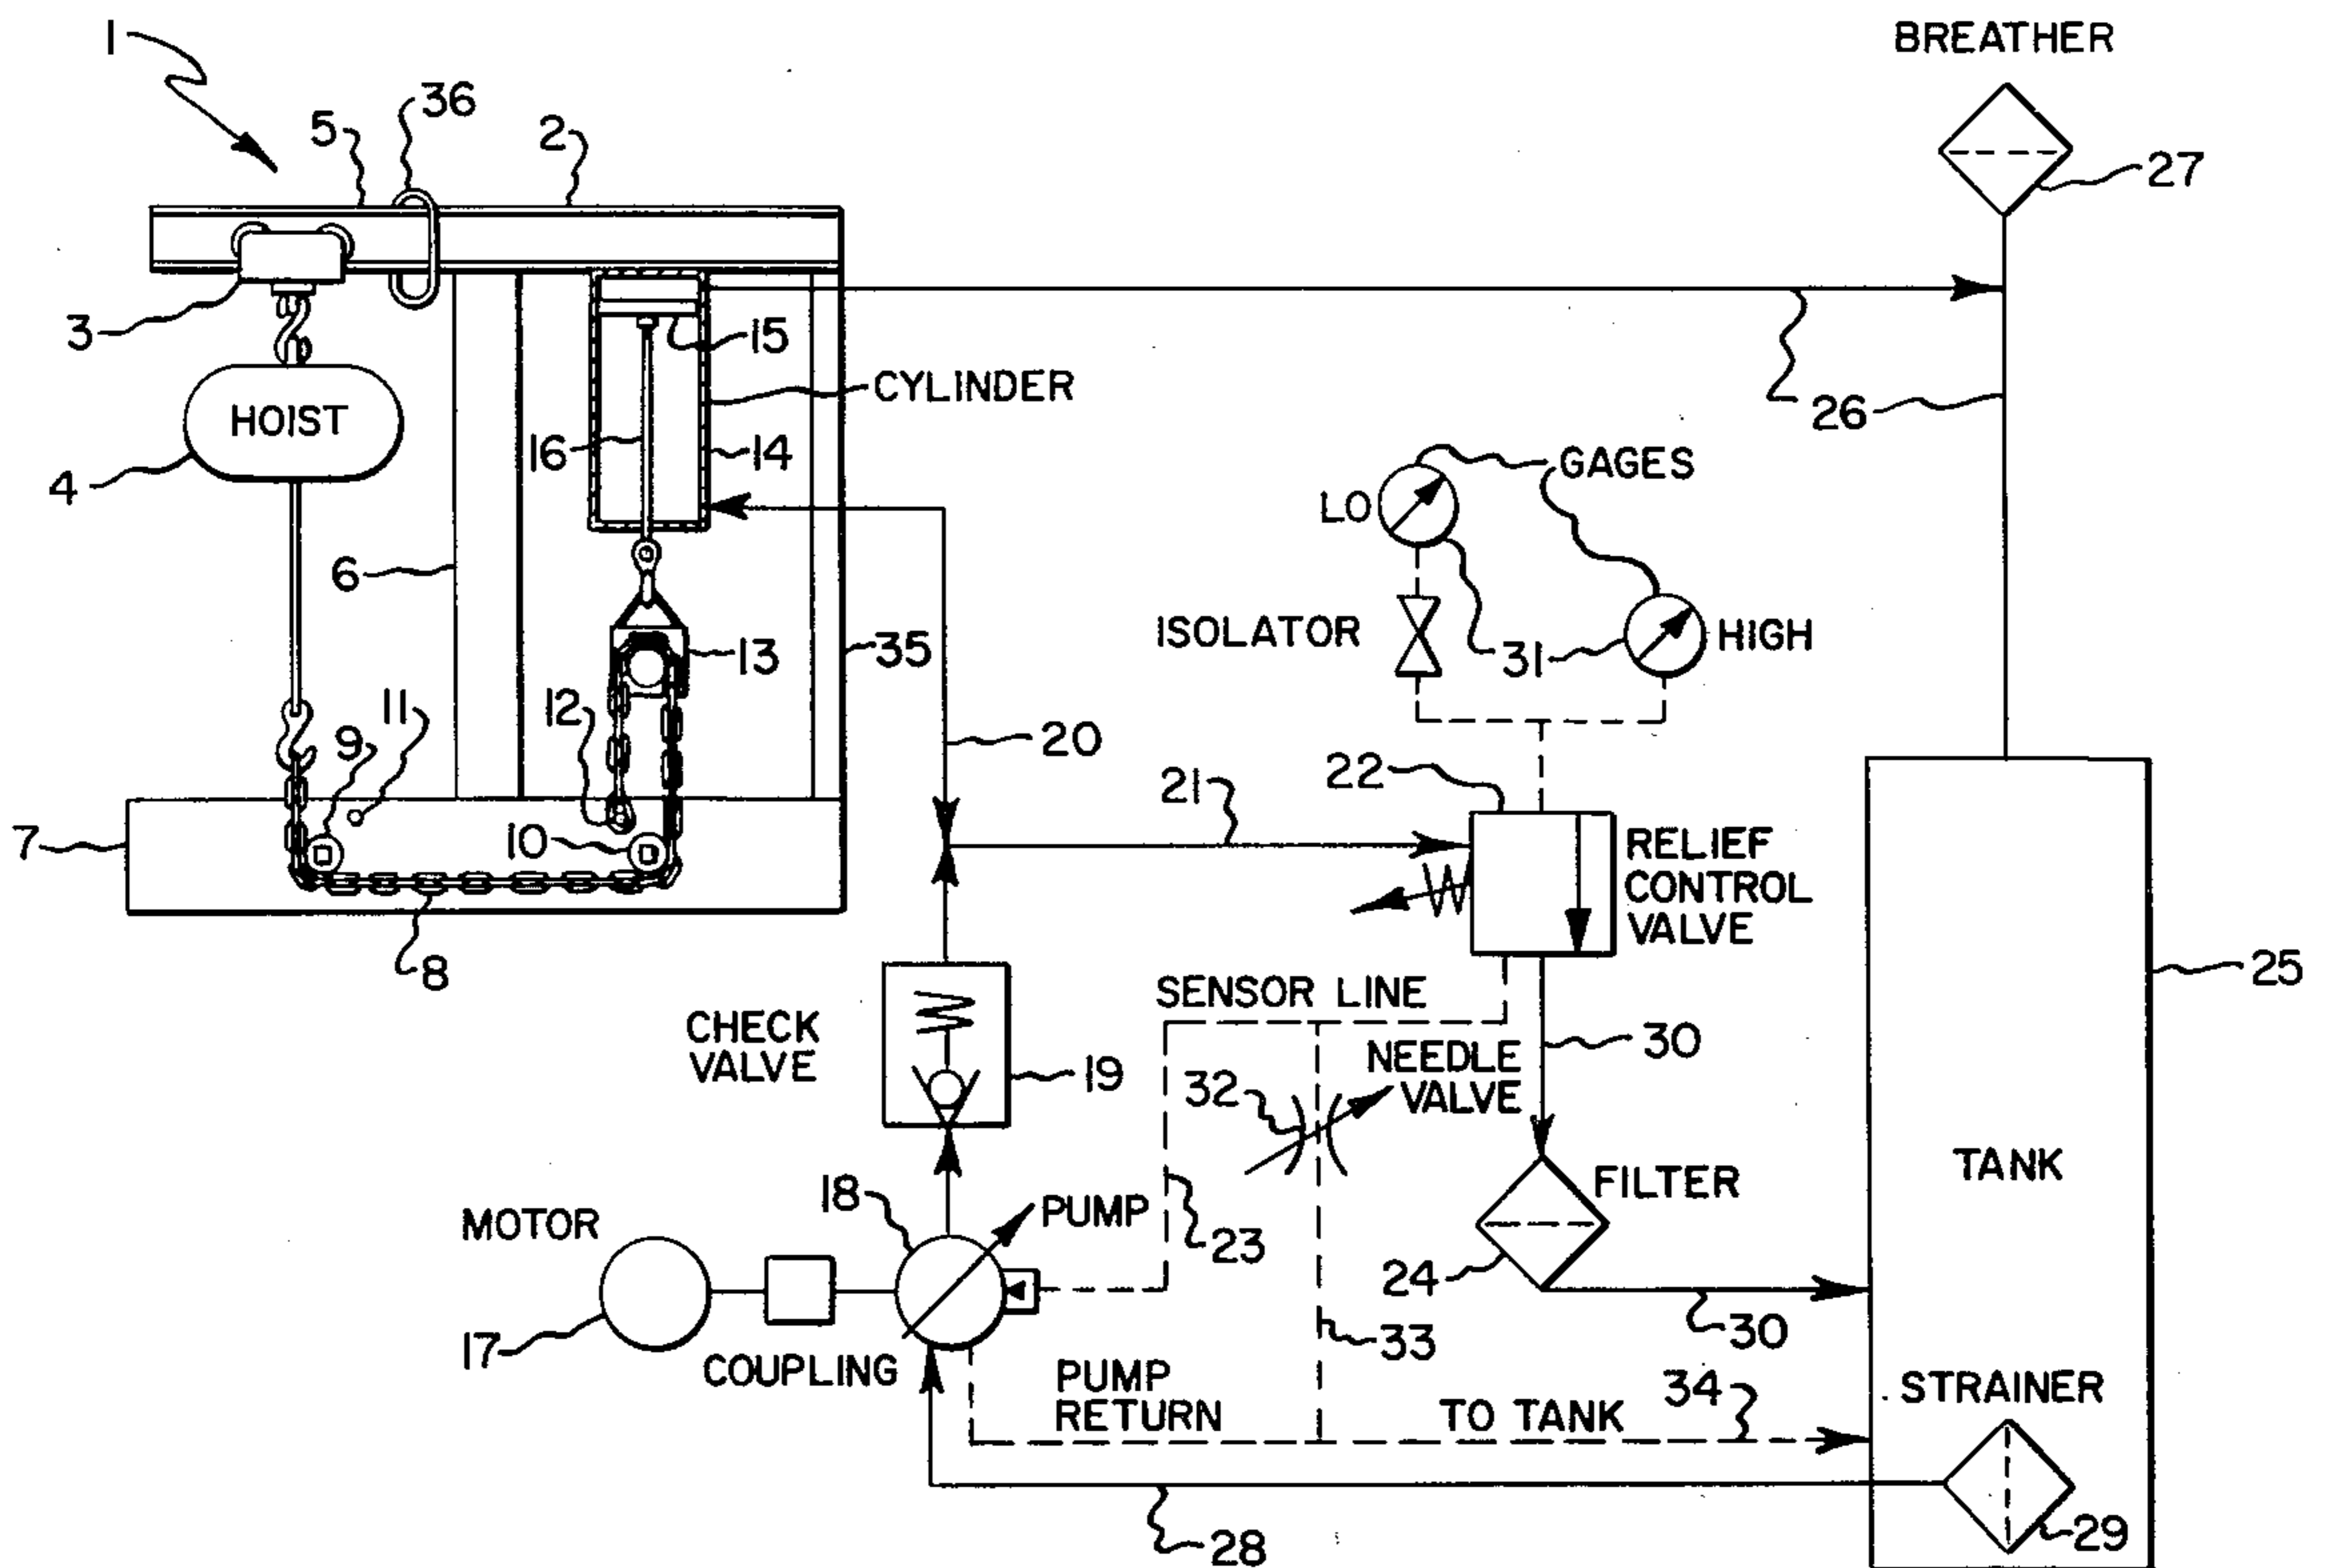 BREATHER
1
36
5
2
27
3
15
CYLINDER
HOIST
26
16
14
GAGES
4
LO
6
ISOLATOR
HIGH
13
35
31
12
11
9
20
22
21
7
10
RELIEF
CONTROL
VALVE
8
25
SENSOR LINE
CHECK
VALVE
30
NEEDLE
VALVE
19
32
TANK
18
PUMP
FILTER
MOTOR
23
24
17
COUPLING
33
30
PUMP
RETURN
34
STRAINER
TO TANK
28
29